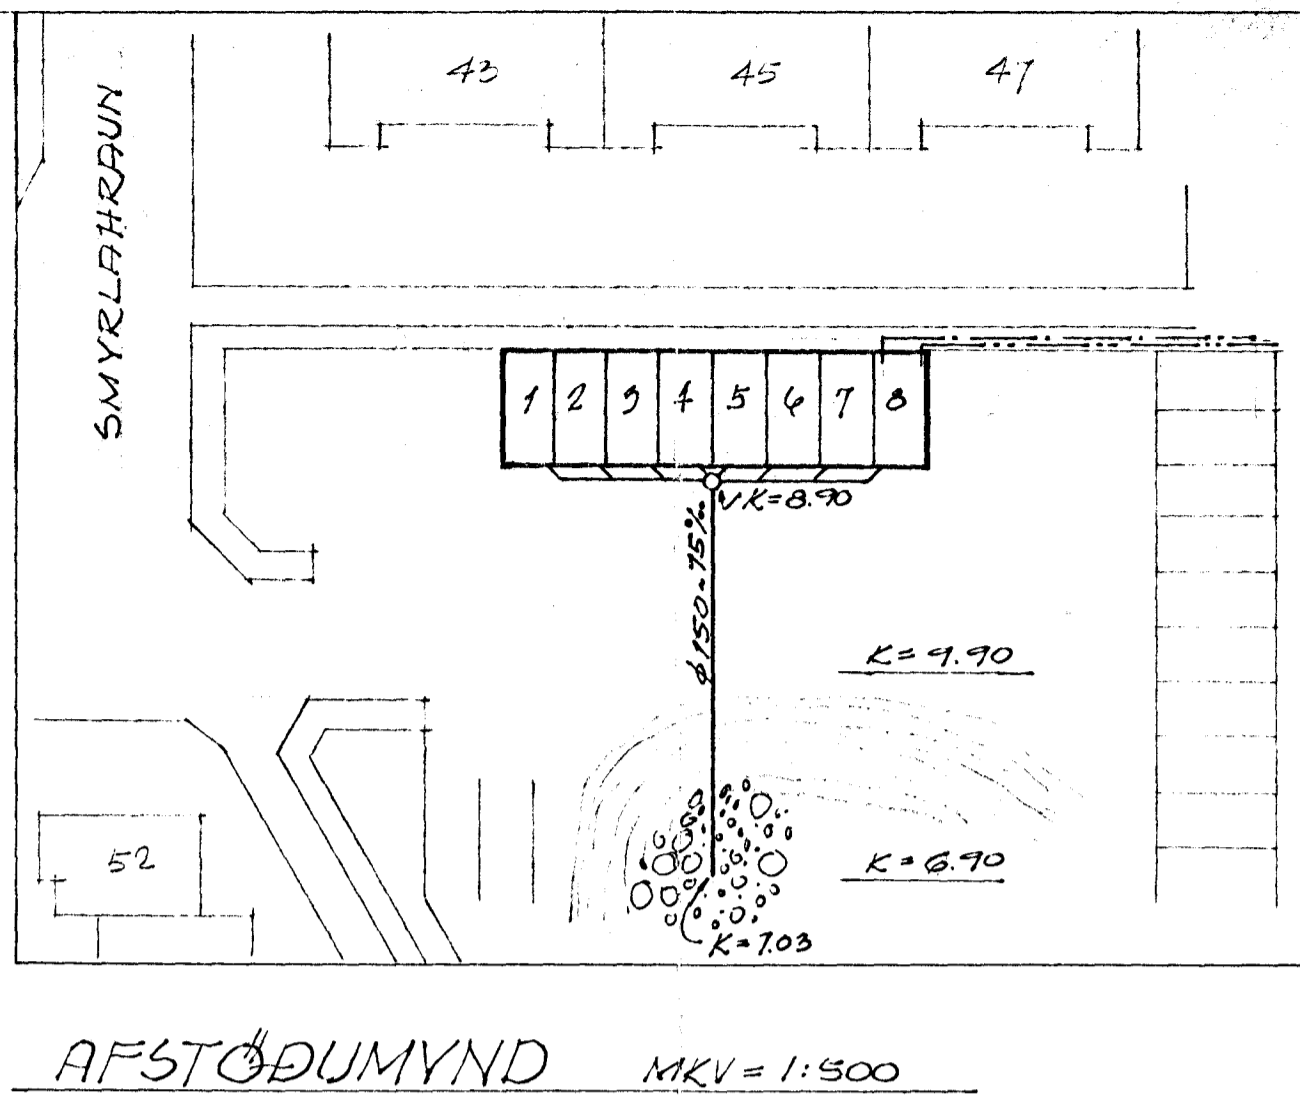 43 45 47
SMYRLAHRAUN
1 2 3 4 5 6 7 8
VK=8.90
φ150~75‰
K=9.90
52
K=6.90
K=7.03
AFSTÖÐUMYND MKV=1:500